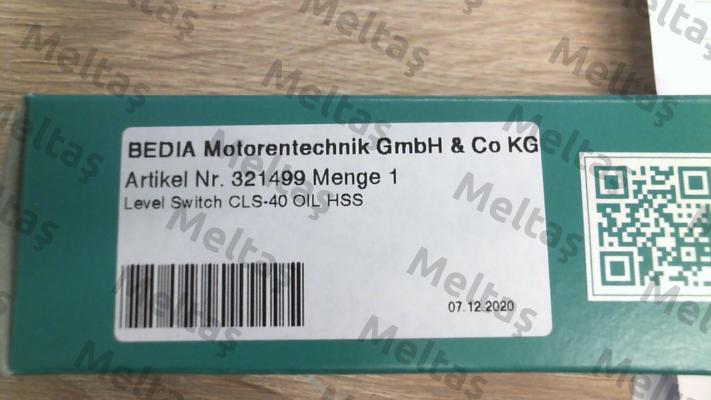 BEDIA Motorentechnik GmbH & Co KG
Artikel Nr. 321499 Menge 1
Level Switch CLS-40 OIL HSS
07.12.2020
Meltaş